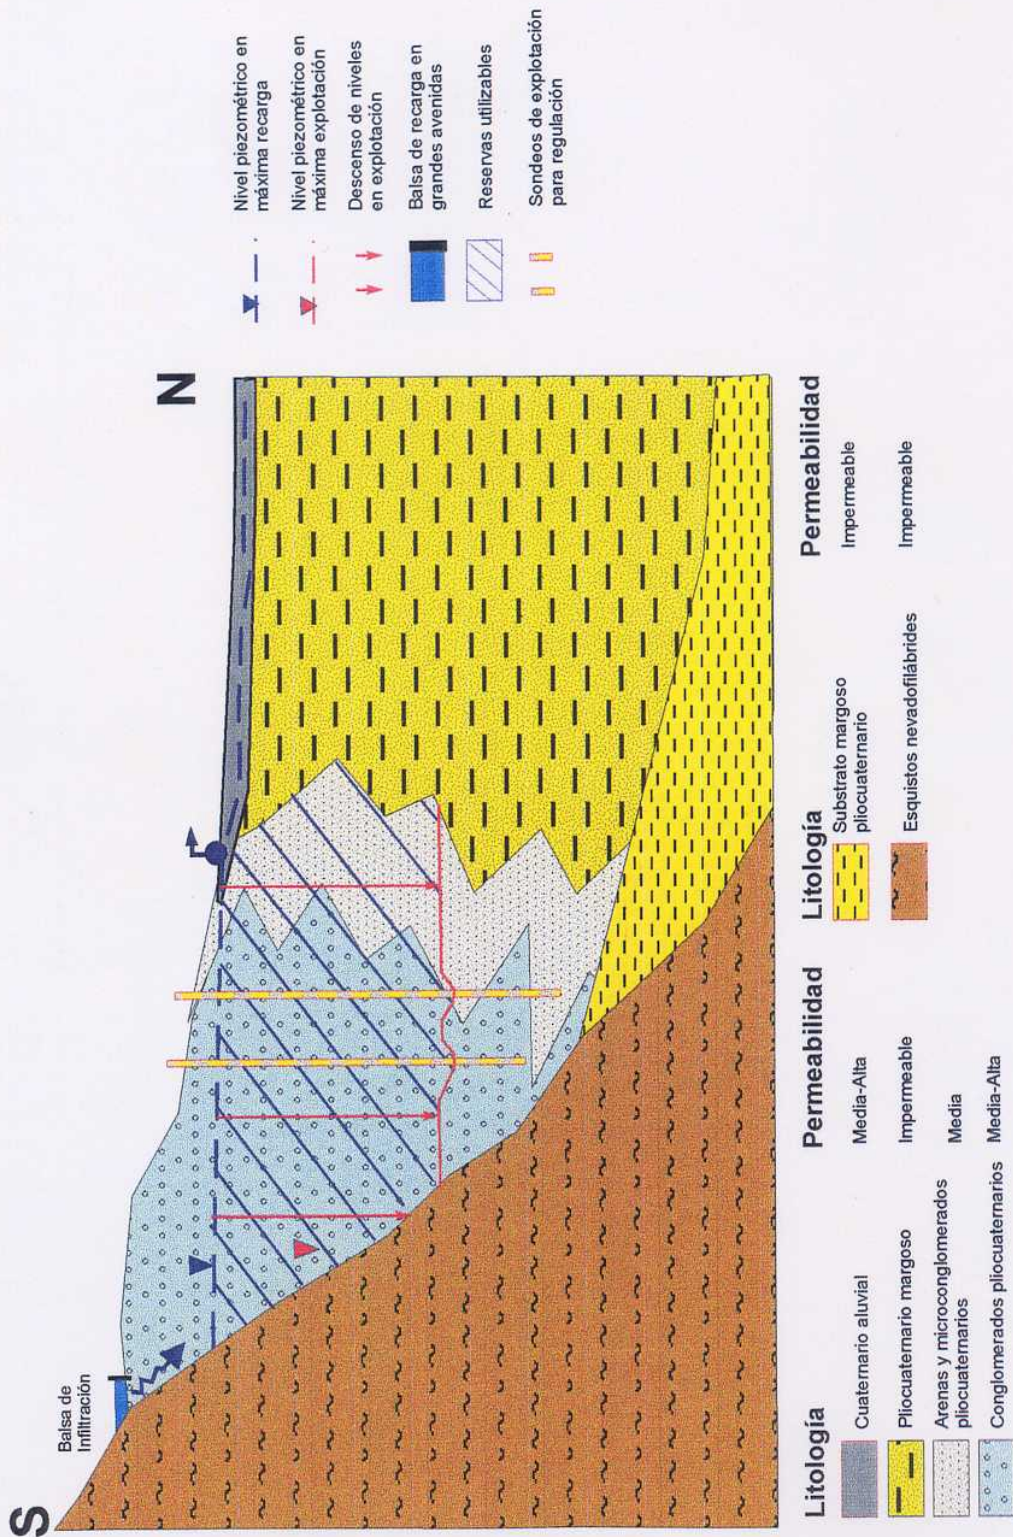 S
N
Balsa de
Infiltración
Nivel piezométrico en
máxima recarga
Nivel piezométrico en
máxima explotación
Descenso de niveles
en explotación
Balsa de recarga en
grandes avenidas
Reservas utilizables
Sondeos de explotación
para regulación
Litología
Permeabilidad
Cuaternario aluvial
Media-Alta
Pliocuaternario margoso
Impermeable
Arenas y microconglomerados
pliocuaternarios
Media
Conglomerados pliocuaternarios
Media-Alta
Litología
Permeabilidad
Substrato margoso
pliocuaternario
Impermeable
Esquistos nevadofilábrides
Impermeable